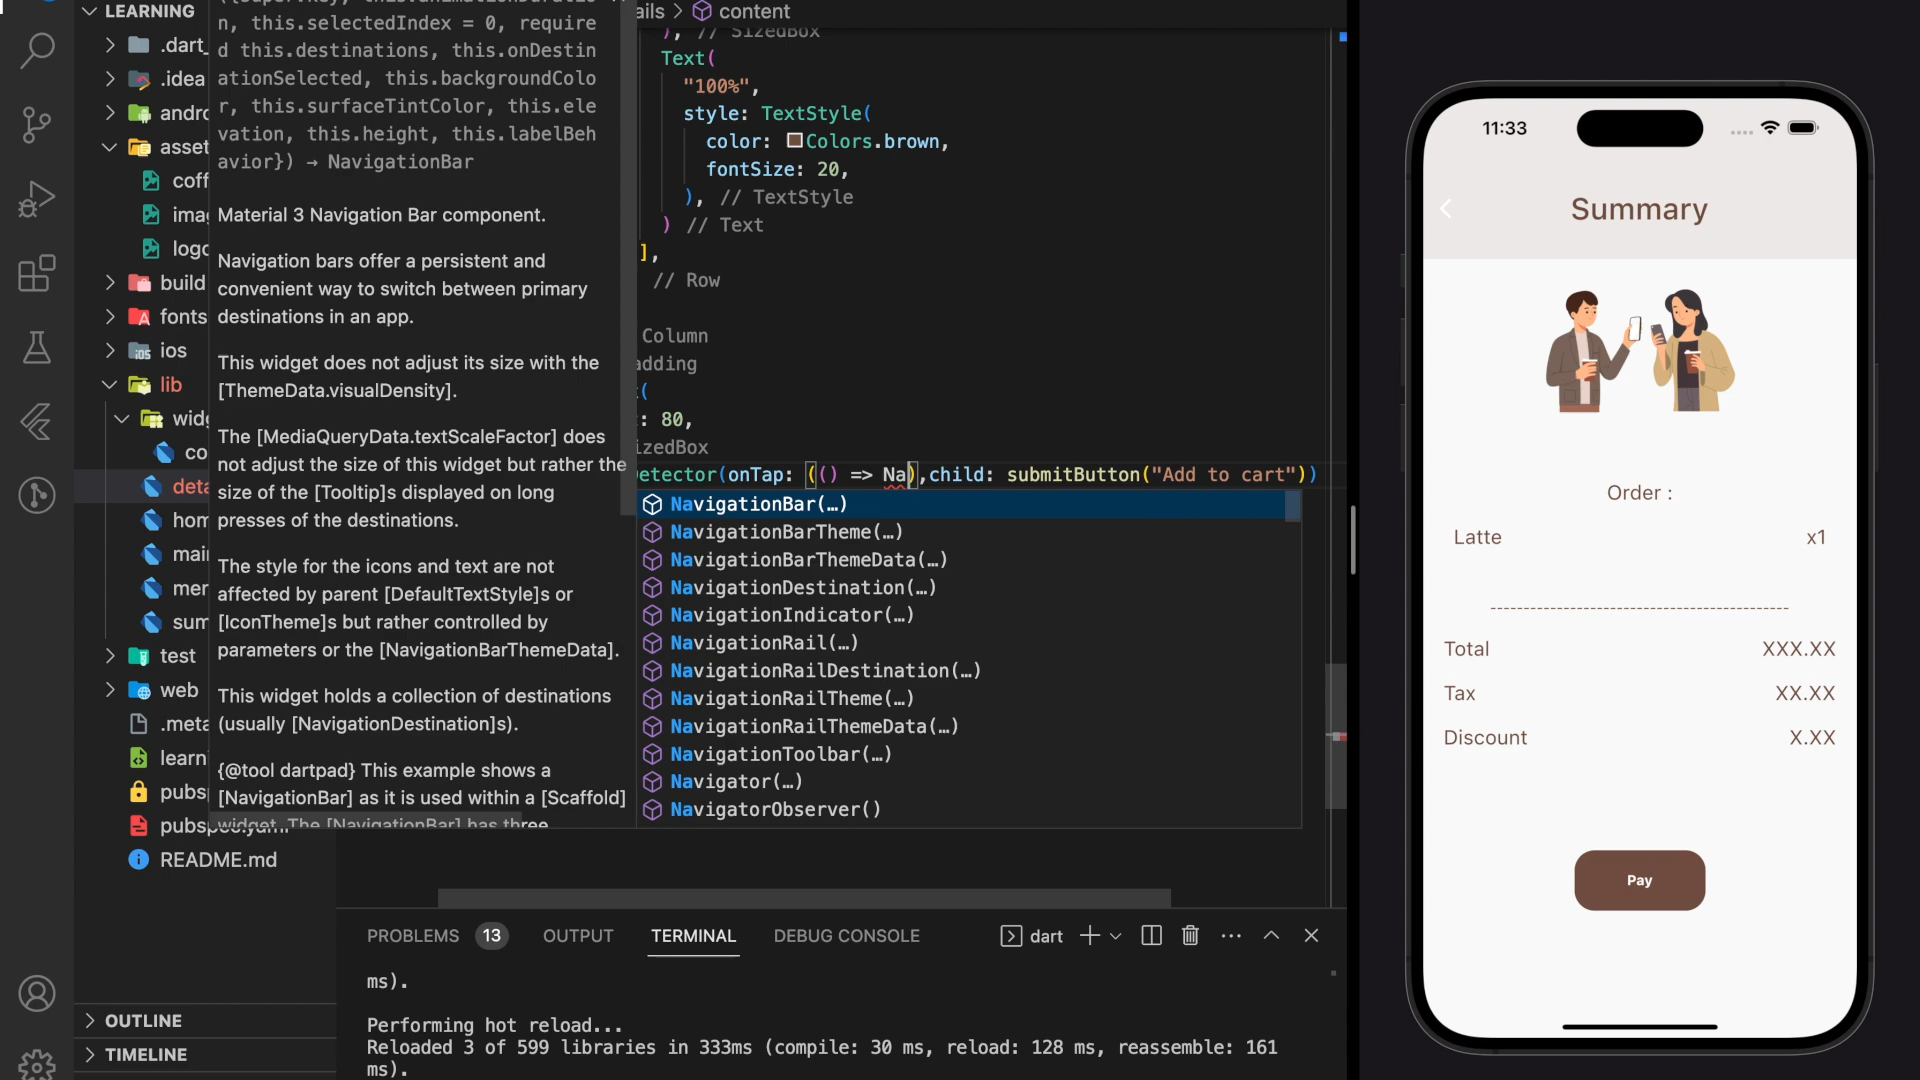 LEARNING
.dart_
.idea
andro
asset
coff
imag
logo
build
fonts
ios
lib
widg
co
deta
hom
mai
mer
sum
test
web
.meta
learni
pubs
pubspec.yaml
README.md
OUTLINE
TIMELINE
n, this.selectedIndex = 0, require
d this.destinations, this.onDestin
ationSelected, this.backgroundColo
r, this.surfaceTintColor, this.ele
vation, this.height, this.labelBeh
avior}) → NavigationBar
Material 3 Navigation Bar component.
Navigation bars offer a persistent and
convenient way to switch between primary
destinations in an app.
This widget does not adjust its size with the
[ThemeData.visualDensity].
The [MediaQueryData.textScaleFactor] does
not adjust the size of this widget but rather the
size of the [Tooltip]s displayed on long
presses of the destinations.
The style for the icons and text are not
affected by parent [DefaultTextStyle]s or
[IconTheme]s but rather controlled by
parameters or the [NavigationBarThemeData].
This widget holds a collection of destinations
(usually [NavigationDestination]s).
{@tool dartpad} This example shows a
[NavigationBar] as it is used within a [Scaffold]
widget. The [NavigationBar] has three
ails > content
), // SizedBox
Text(
"100%",
style: TextStyle(
color: Colors.brown,
fontSize: 20,
), // TextStyle
) // Text
],
// Row
Column
adding
(
: 80,
izedBox
etector(onTap: (() => Na),child: submitButton("Add to cart"))
NavigationBar(…)
NavigationBarTheme(…)
NavigationBarThemeData(…)
NavigationDestination(…)
NavigationIndicator(…)
NavigationRail(…)
NavigationRailDestination(…)
NavigationRailTheme(…)
NavigationRailThemeData(…)
NavigationToolbar(…)
Navigator(…)
NavigatorObserver()
PROBLEMS 13 OUTPUT TERMINAL DEBUG CONSOLE dart
ms).
Performing hot reload...
Reloaded 3 of 599 libraries in 333ms (compile: 30 ms, reload: 128 ms, reassemble: 161
ms).
11:33
Summary
Order :
Latte x1
-------------------------------------------
Total XXX.XX
Tax XX.XX
Discount X.XX
Pay